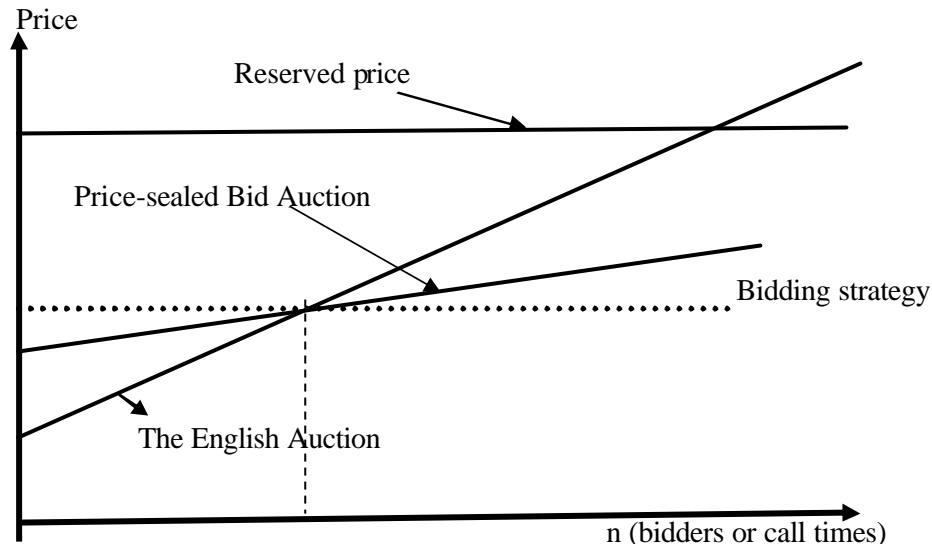 Price
Reserved price
Price-sealed Bid Auction
Bidding strategy
The English Auction
n (bidders or call times)